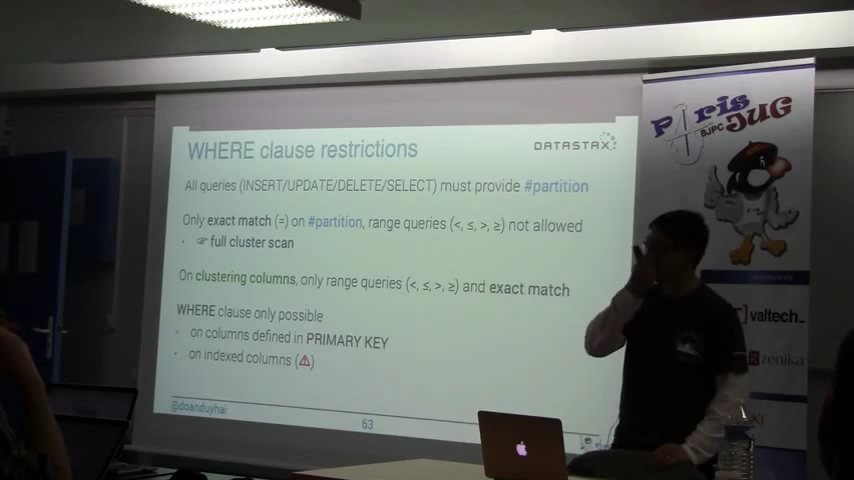 WHERE clause restrictions
DATASTAX
All queries (INSERT/UPDATE/DELETE/SELECT) must provide #partition
Only exact match (=) on #partition, range queries (<, ≤, >, ≥) not allowed
☞ full cluster scan
On clustering columns, only range queries (<, ≤, >, ≥) and exact match
WHERE clause only possible
on columns defined in PRIMARY KEY
on indexed columns (⚠)
@doanduyhai
63
Paris
BJPC JUG
valtech_
zenika